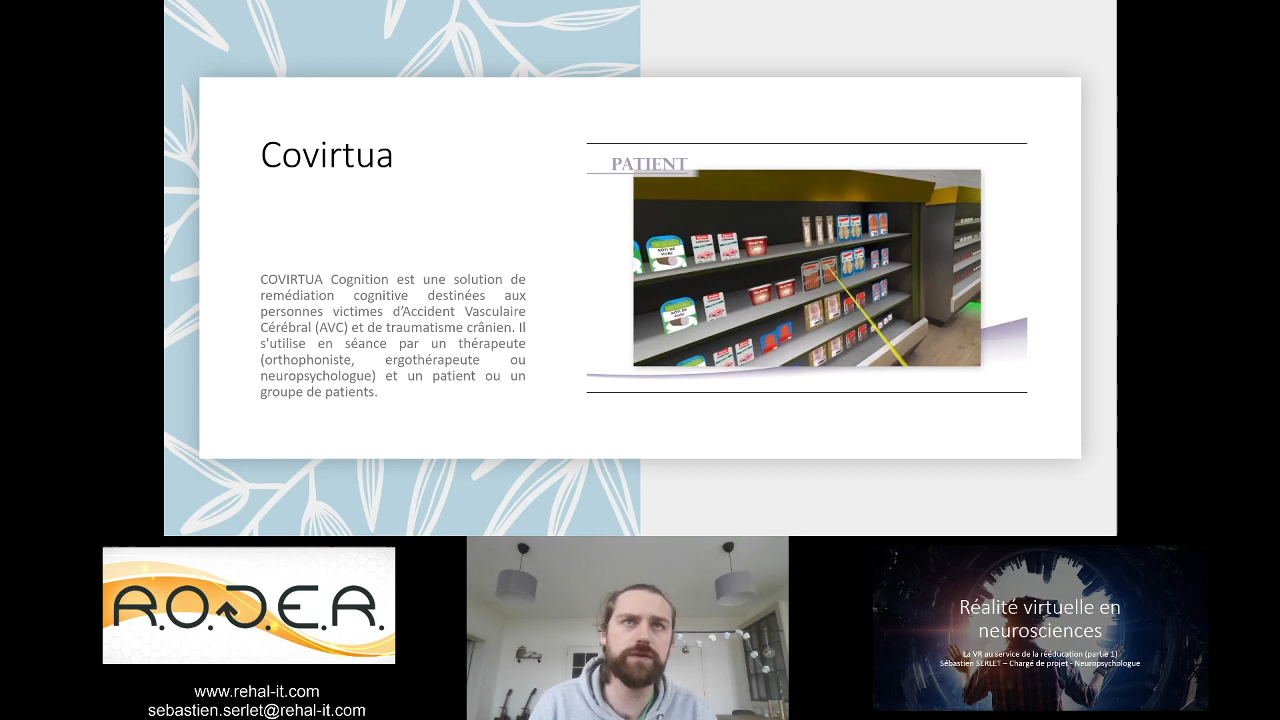 Covirtua
COVIRTUA Cognition est une solution de
remédiation cognitive destinées aux
personnes victimes d'Accident Vasculaire
Cérébral (AVC) et de traumatisme crânien. Il
s'utilise en séance par un thérapeute
(orthophoniste, ergothérapeute ou
neuropsychologue) et un patient ou un
groupe de patients.
PATIENT
R.O.D.E.R.
www.rehal-it.com
sebastien.serlet@rehal-it.com
Réalité virtuelle en
neurosciences
La VR au service de la rééducation (partie 1)
Sébastien SERLET – Chargé de projet - Neuropsychologue